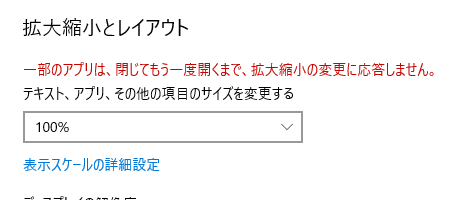 拡大縮小とレイアウト
一部のアプリは、閉じてもう一度開くまで、拡大縮小の変更に応答しません。
テキスト、アプリ、その他の項目のサイズを変更する
100%
表示スケールの詳細設定